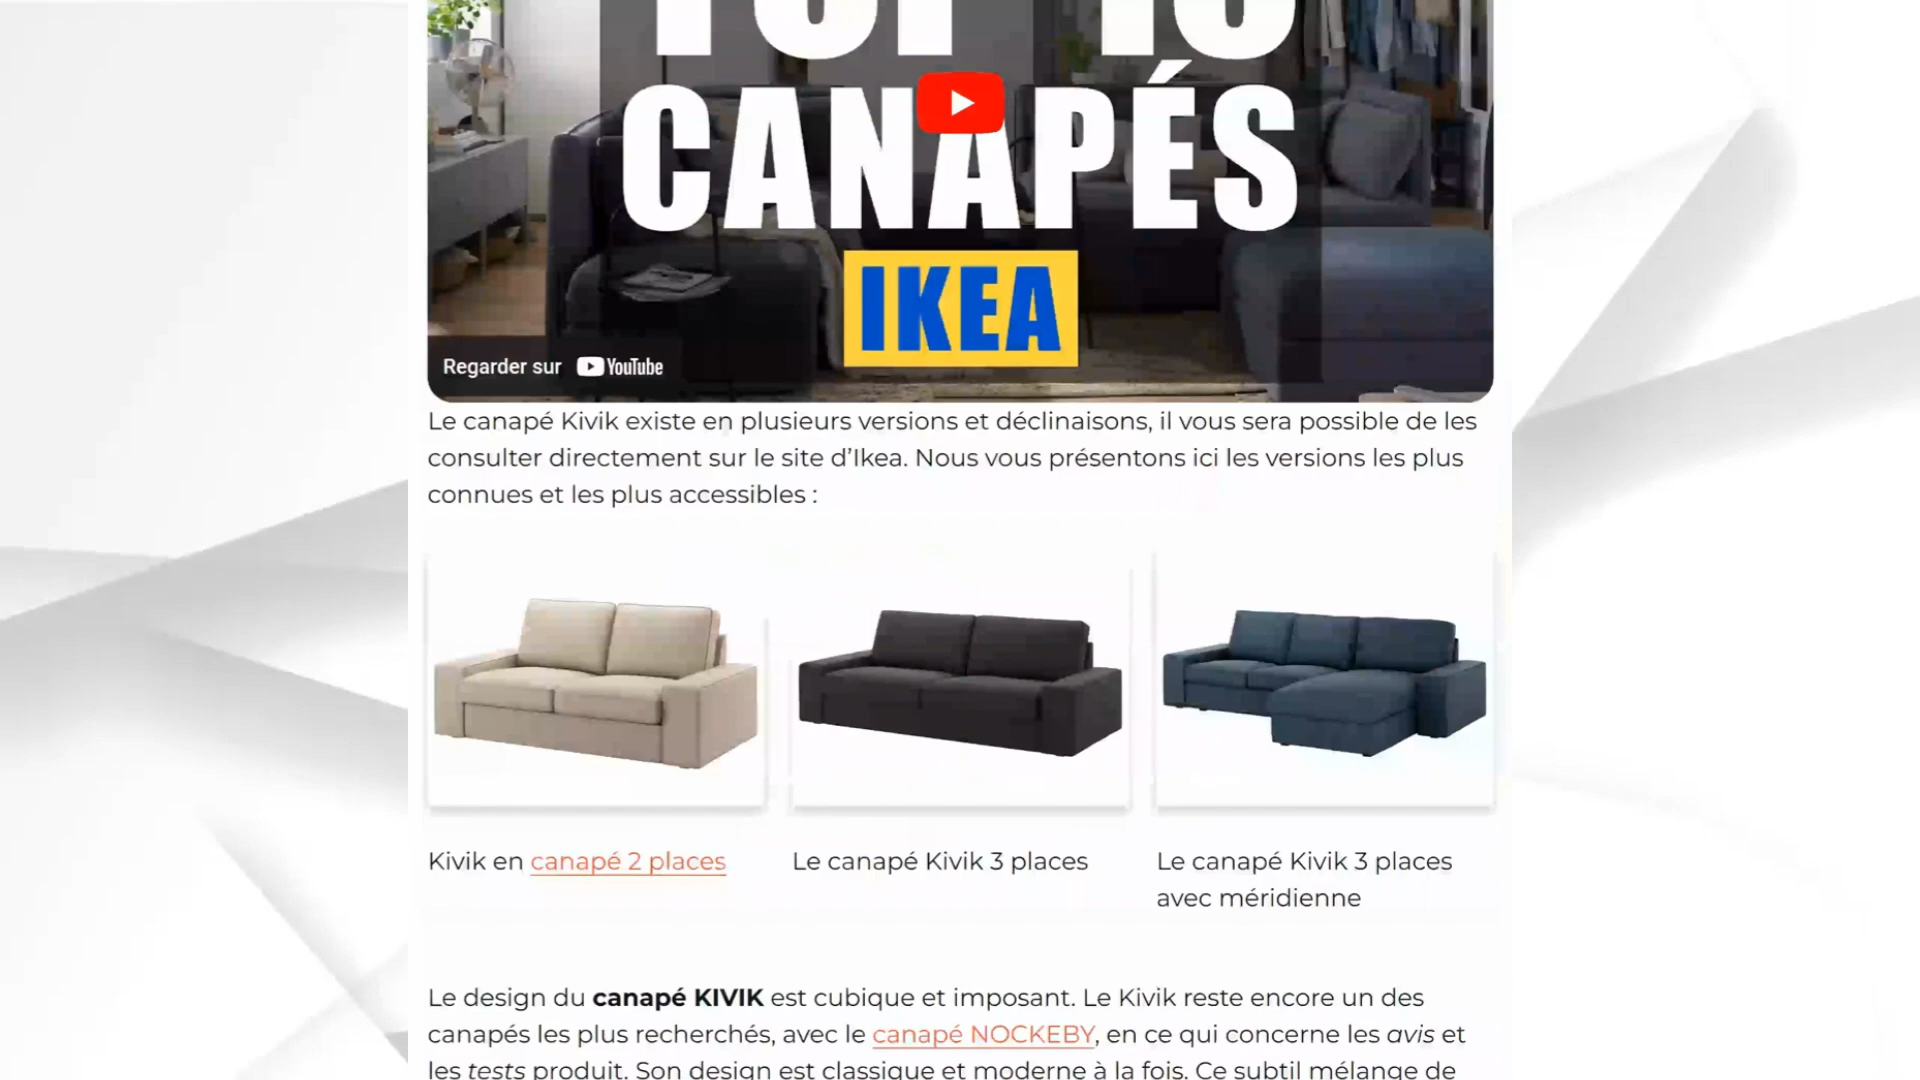 TOP 10
CANAPÉS
IKEA
Regarder sur YouTube
Le canapé Kivik existe en plusieurs versions et déclinaisons, il vous sera possible de les
consulter directement sur le site d’Ikea. Nous vous présentons ici les versions les plus
connues et les plus accessibles :
Kivik en canapé 2 places
Le canapé Kivik 3 places
Le canapé Kivik 3 places
avec méridienne
Le design du canapé KIVIK est cubique et imposant. Le Kivik reste encore un des
canapés les plus recherchés, avec le canapé NOCKEBY, en ce qui concerne les avis et
les tests produit. Son design est classique et moderne à la fois. Ce subtil mélange de